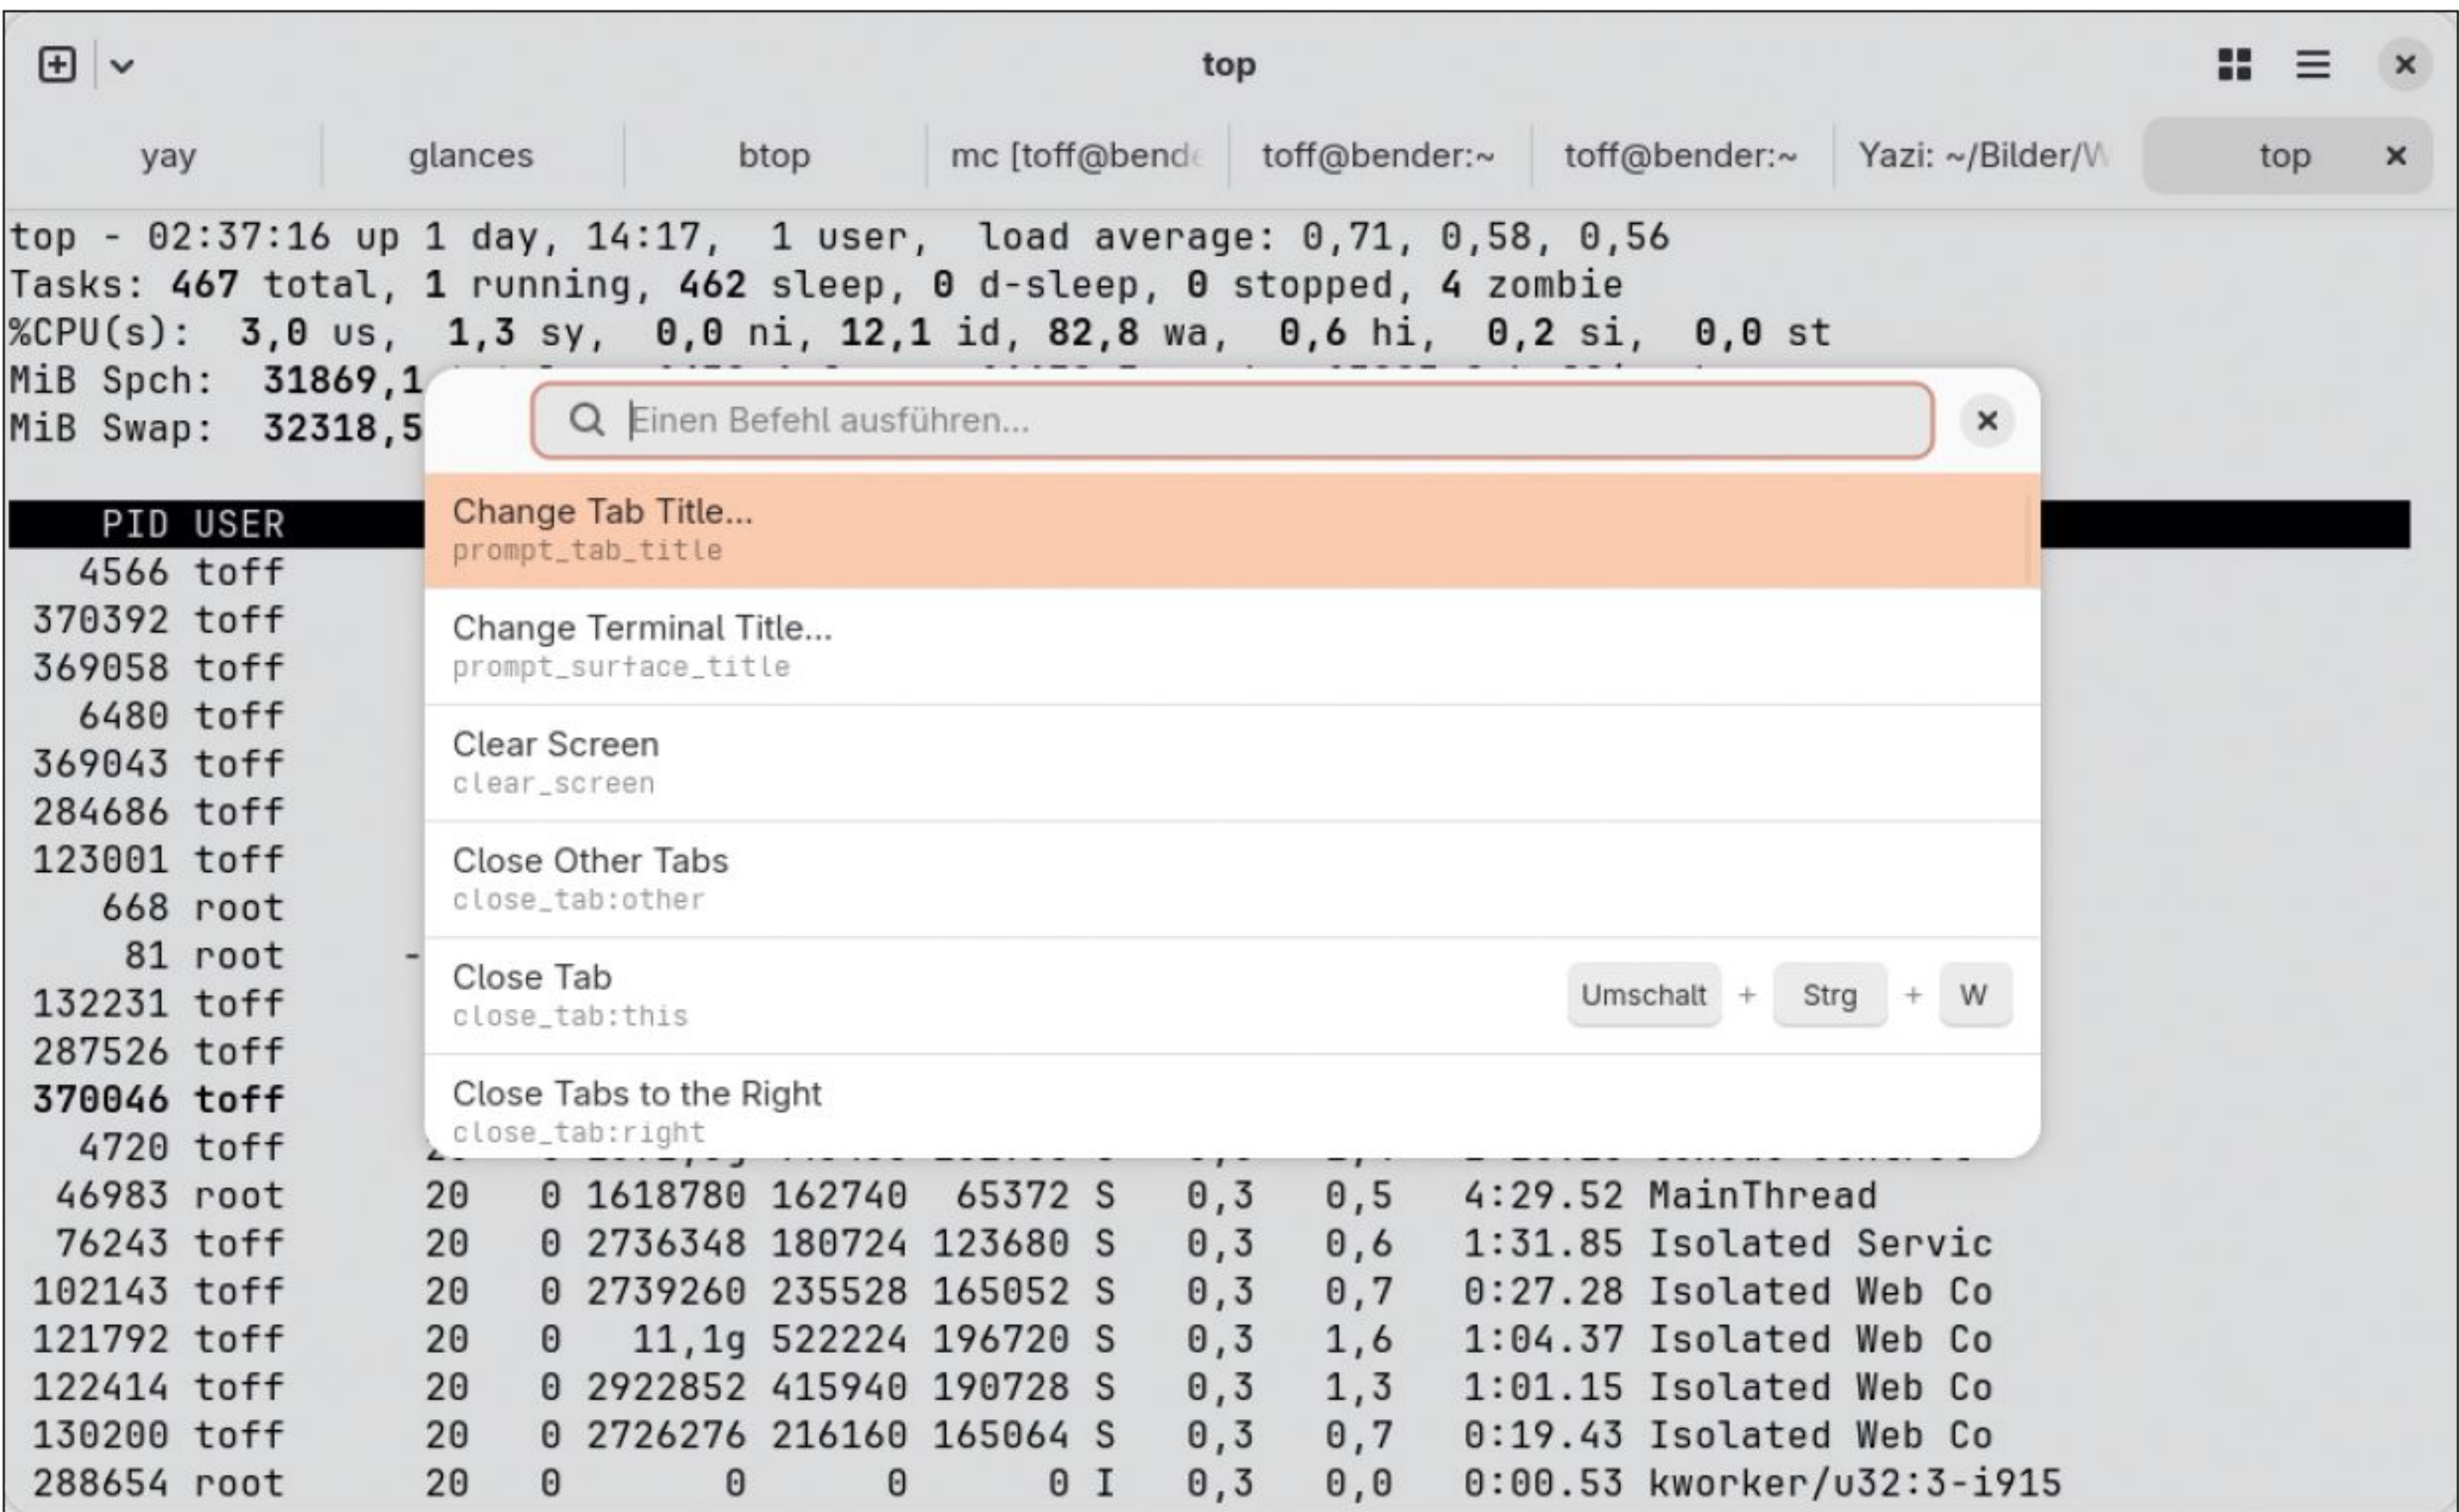 top
yay glances btop mc [toff@bende toff@bender:~ toff@bender:~ Yazi: ~/Bilder/W top
top - 02:37:16 up 1 day, 14:17, 1 user, load average: 0,71, 0,58, 0,56
Tasks: 467 total, 1 running, 462 sleep, 0 d-sleep, 0 stopped, 4 zombie
%CPU(s): 3,0 us, 1,3 sy, 0,0 ni, 12,1 id, 82,8 wa, 0,6 hi, 0,2 si, 0,0 st
MiB Spch: 31869,1
MiB Swap: 32318,5
Einen Befehl ausführen...
Change Tab Title...
prompt_tab_title
Change Terminal Title...
prompt_surface_title
Clear Screen
clear_screen
Close Other Tabs
close_tab:other
Close Tab Umschalt + Strg + W
close_tab:this
Close Tabs to the Right
close_tab:right
PID USER
4566 toff
370392 toff
369058 toff
6480 toff
369043 toff
284686 toff
123001 toff
668 root
81 root -
132231 toff
287526 toff
370046 toff
4720 toff
46983 root 20 0 1618780 162740 65372 S 0,3 0,5 4:29.52 MainThread
76243 toff 20 0 2736348 180724 123680 S 0,3 0,6 1:31.85 Isolated Servic
102143 toff 20 0 2739260 235528 165052 S 0,3 0,7 0:27.28 Isolated Web Co
121792 toff 20 0 11,1g 522224 196720 S 0,3 1,6 1:04.37 Isolated Web Co
122414 toff 20 0 2922852 415940 190728 S 0,3 1,3 1:01.15 Isolated Web Co
130200 toff 20 0 2726276 216160 165064 S 0,3 0,7 0:19.43 Isolated Web Co
288654 root 20 0 0 0 0 I 0,3 0,0 0:00.53 kworker/u32:3-i915